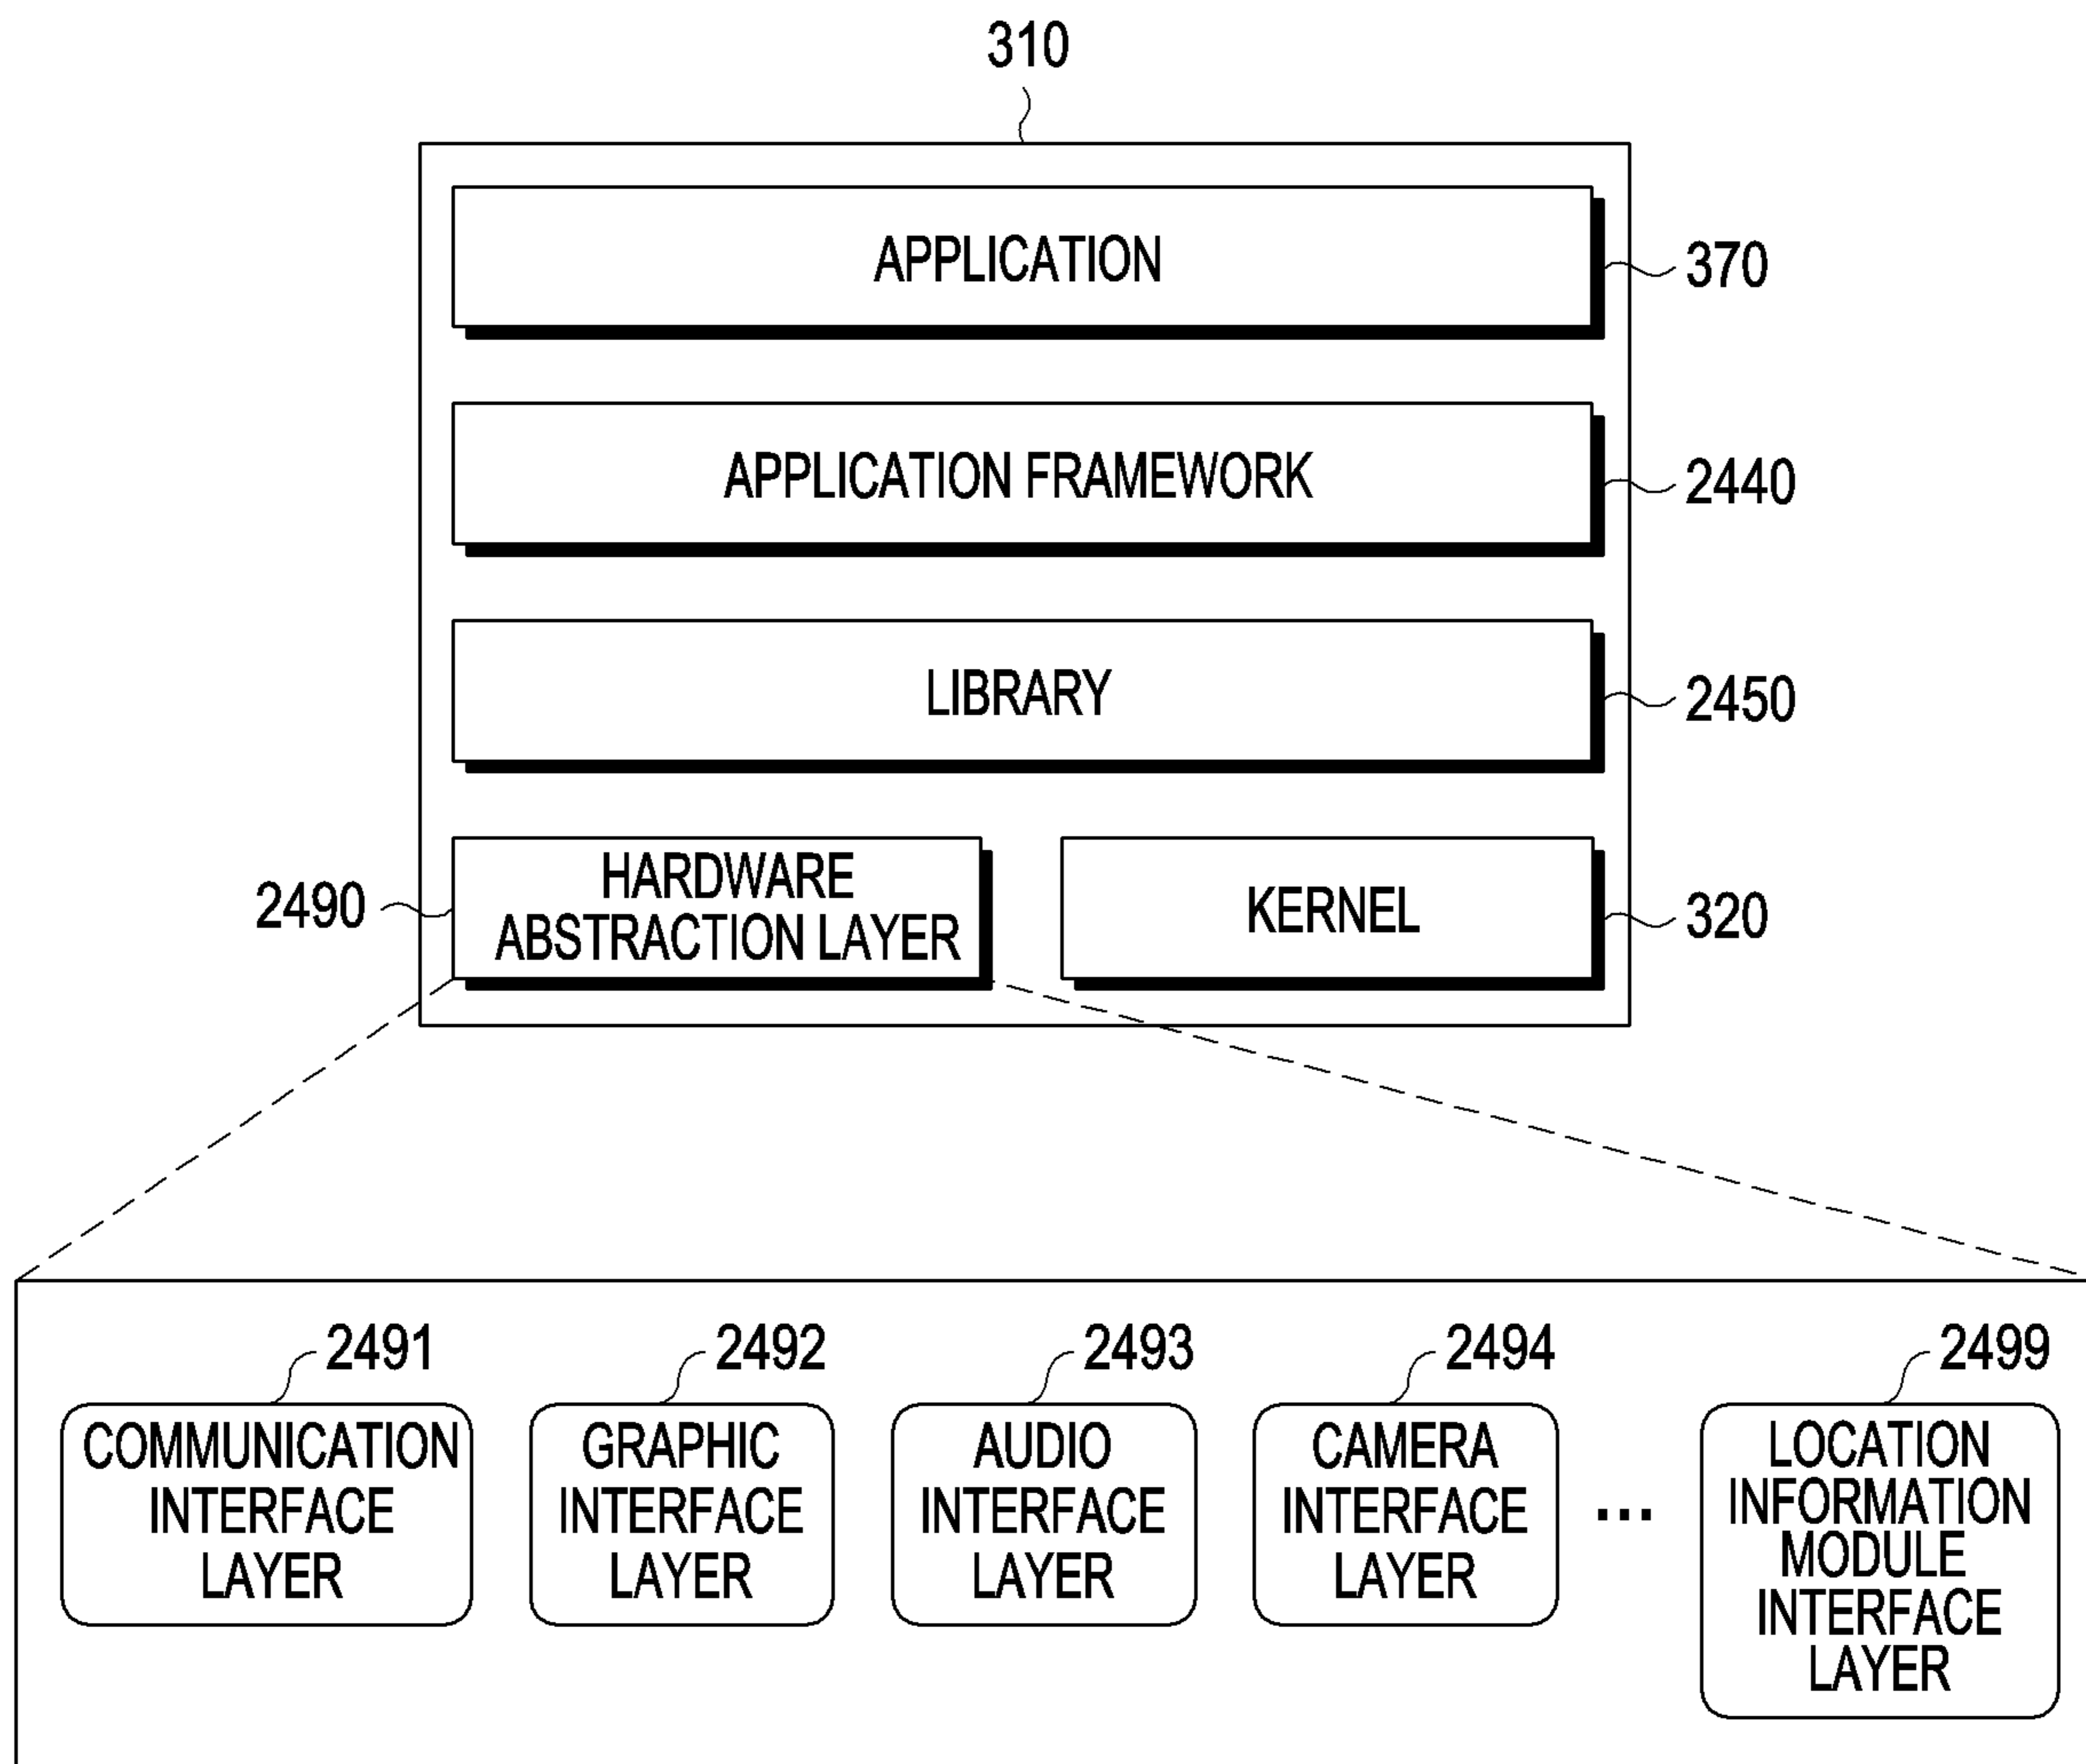 310
APPLICATION
370
APPLICATION FRAMEWORK
2440
LIBRARY
2450
2490
HARDWARE
ABSTRACTION LAYER
KERNEL
320
2491
COMMUNICATION
INTERFACE
LAYER
2492
GRAPHIC
INTERFACE
LAYER
2493
AUDIO
INTERFACE
LAYER
2494
CAMERA
INTERFACE
LAYER
...
2499
LOCATION
INFORMATION
MODULE
INTERFACE
LAYER